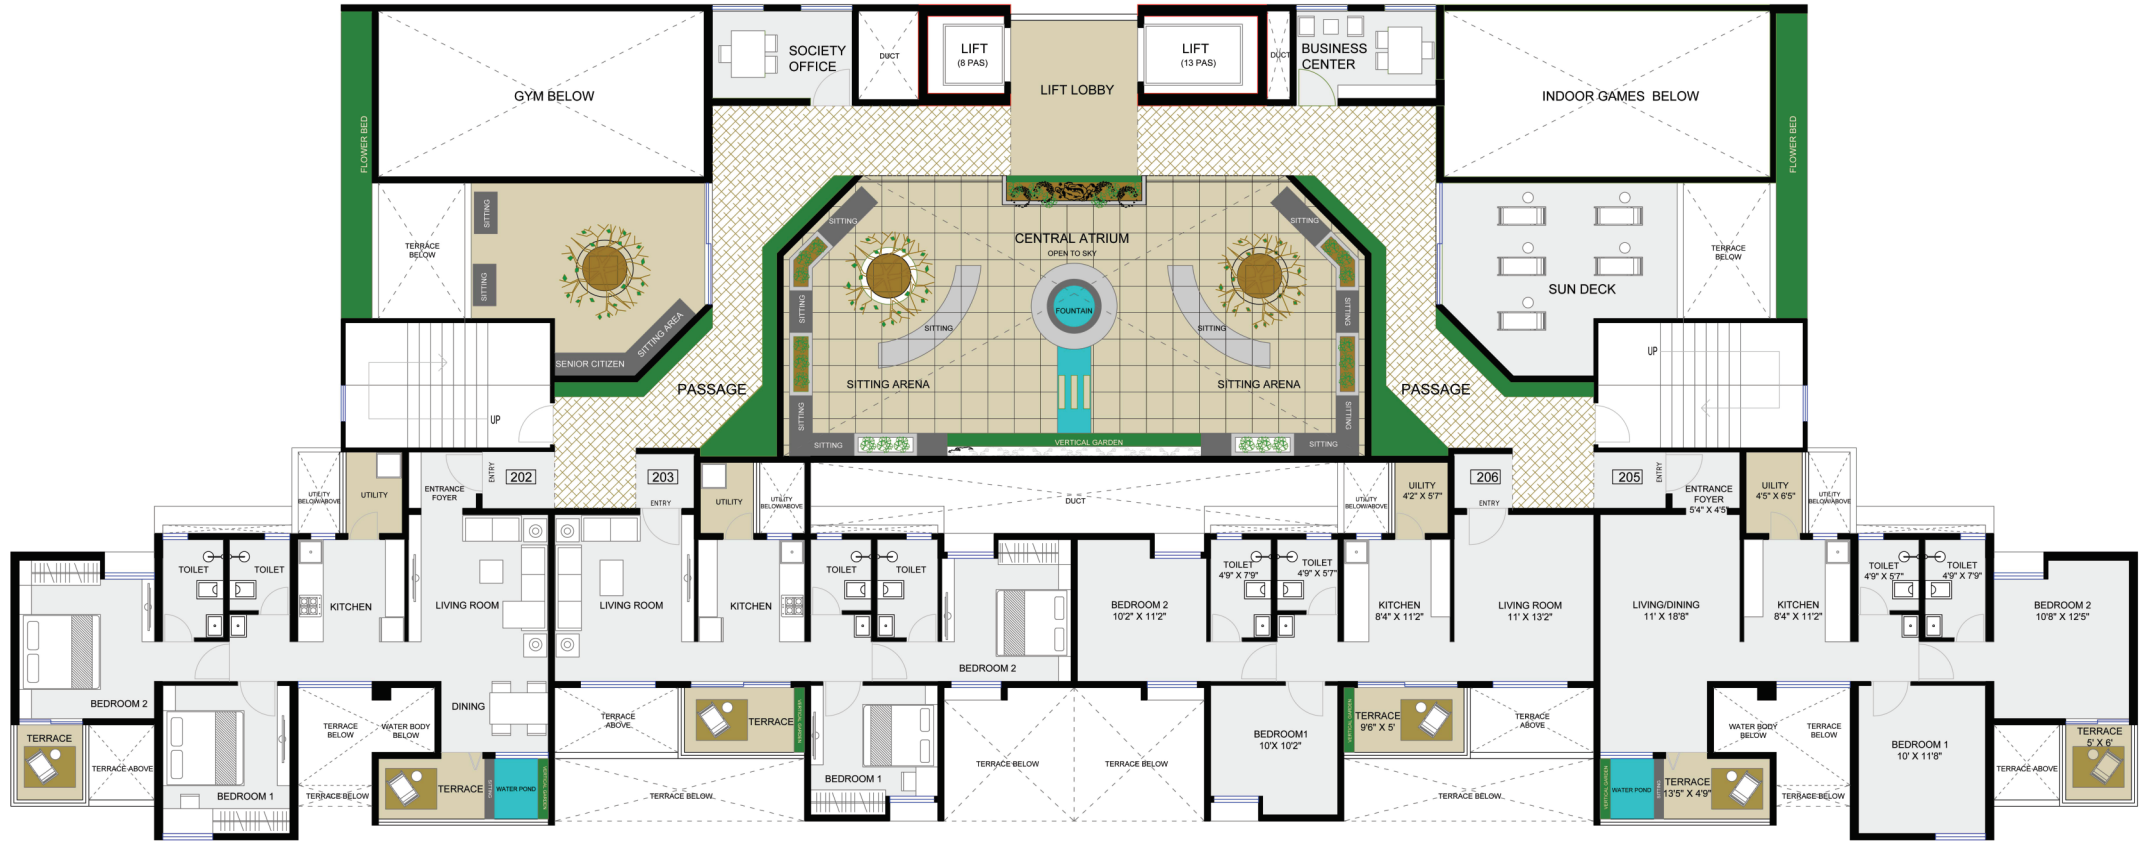 SOCIETY
OFFICE
DUCT
LIFT
(8 PAS)
LIFT LOBBY
LIFT
(13 PAS)
DUCT
BUSINESS
CENTER
GYM BELOW
INDOOR GAMES  BELOW
FLOWER BED
FLOWER BED
TERRACE
BELOW
SITTING
SITTING
SENIOR CITIZEN
SITTING AREA
UP
PASSAGE
SITTING
SITTING
SITTING
SITTING
CENTRAL ATRIUM
OPEN TO SKY
FOUNTAIN
SITTING
SITTING
SITTING ARENA
SITTING ARENA
VERTICAL GARDEN
SITTING
SITTING
SITTING
SITTING
PASSAGE
SUN DECK
TERRACE
BELOW
UP
UTILITY
BELOW/ABOVE
UTILITY
ENTRANCE
FOYER
ENTRY
202
203
ENTRY
UTILITY
UTILITY
BELOW/ABOVE
DUCT
UTILITY
BELOW/ABOVE
UILITY
4'2" X 5'7"
206
ENTRY
205
ENTRY
ENTRANCE
FOYER
5'4" X 4'5"
UILITY
4'5" X 6'5"
UTILITY
BELOW/ABOVE
TOILET
TOILET
KITCHEN
LIVING ROOM
BEDROOM 2
BEDROOM 1
TERRACE
TERRACE ABOVE
TERRACE
BELOW
WATER BODY
BELOW
TERRACE BELOW
DINING
TERRACE
SITTING
WATER POND
VERTICAL GARDEN
LIVING ROOM
KITCHEN
TOILET
TOILET
BEDROOM 2
TERRACE
ABOVE
TERRACE
VERTICAL GARDEN
TERRACE BELOW
BEDROOM 1
TERRACE BELOW
TERRACE BELOW
BEDROOM 2
10'2" X 11'2"
TOILET
4'9" X 7'9"
TOILET
4'9" X 5'7"
KITCHEN
8'4" X 11'2"
LIVING ROOM
11' X 13'2"
BEDROOM1
10'X 10'2"
VERTICAL GARDEN
TERRACE
9'6" X 5'
TERRACE
ABOVE
TERRACE BELOW
LIVING/DINING
11' X 18'8"
KITCHEN
8'4" X 11'2"
TOILET
4'9" X 5'7"
TOILET
4'9" X 7'9"
BEDROOM 2
10'8" X 12'5"
VERTICAL GARDEN
WATER POND
SITTING
TERRACE
13'5" X 4'9"
WATER BODY
BELOW
TERRACE
BELOW
TERRACE BELOW
BEDROOM 1
10' X 11'8"
TERRACE ABOVE
TERRACE
5' X 6'